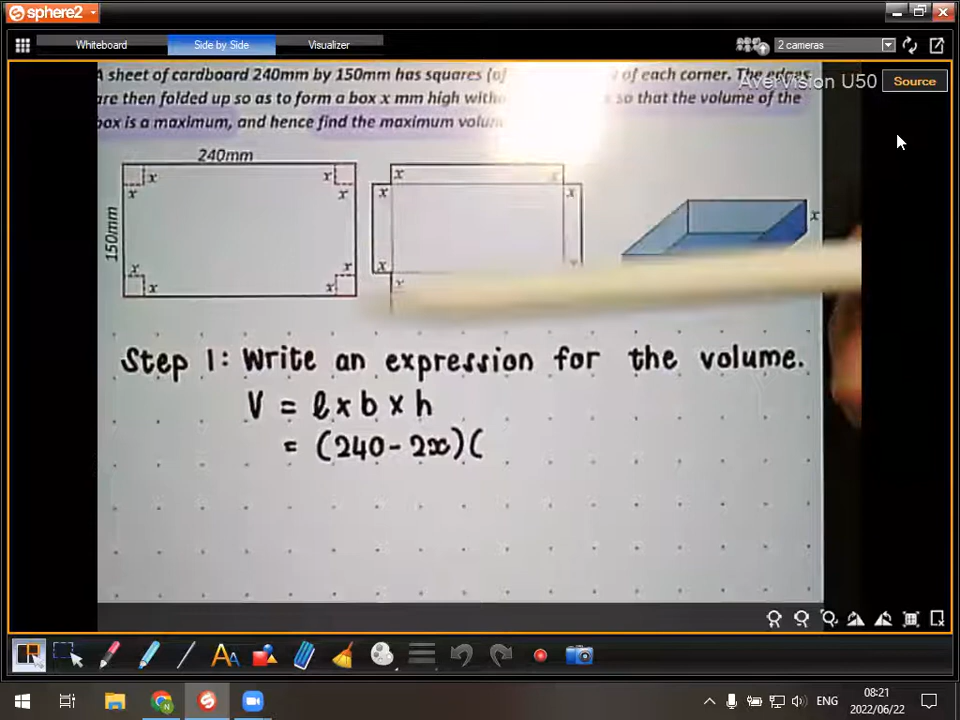 sphere2
Whiteboard
Side by Side
Visualizer
2 cameras
AverVision U50
Source
A sheet of cardboard 240mm by 150mm has squares (of of each corner. The edges
are then folded up so as to form a box x mm high with so that the volume of the
box is a maximum, and hence find the maximum
240mm
150mm
x x x x
x x x x
x x
x x
x
x
x
Step 1: Write an expression for the volume.
V = l x b x h
= (240 - 2x)(
ENG
08:21
2022/06/22